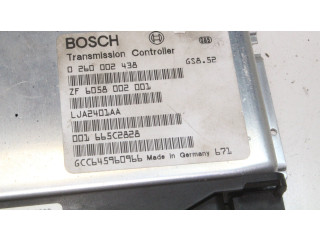 BOSCH
Transmission Controller
0 260 002 438 GS8.52
ZF 6058 002 001
LJA2401AA
001 665C2828
GCC645960966 Made in Germany 671